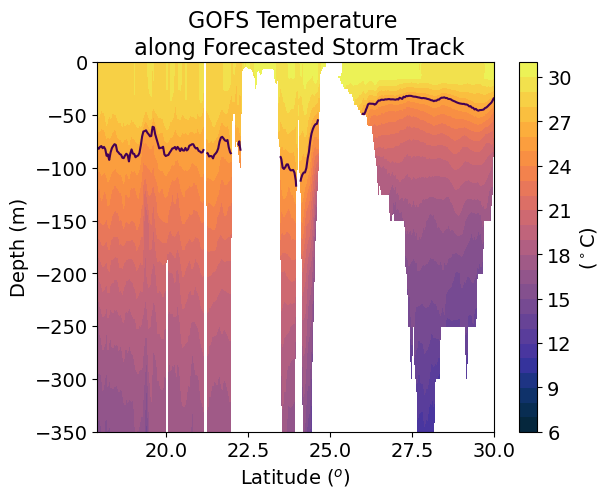 GOFS Temperature
along Forecasted Storm Track
0
−50
−100
−150
−200
−250
−300
−350
Depth (m)
20.0 22.5 25.0 27.5 30.0
Latitude (°)
30
27
24
21
18
15
12
9
6
(°C)